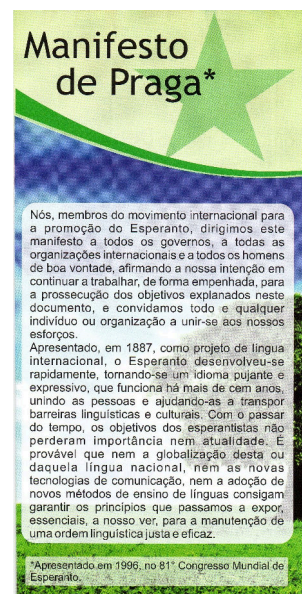 Manifesto
de Praga*
Nós, membros do movimento internacional para
a promoção do Esperanto, dirigimos este
manifesto a todos os governos, a todas as
organizações internacionais e a todos os homens
de boa vontade, afirmando a nossa intenção em
continuar a trabalhar, de forma empenhada, para
a prossecução dos objetivos explanados neste
documento, e convidamos todo e qualquer
indivíduo ou organização a unir-se aos nossos
esforços.
Apresentado, em 1887, como projeto de língua
internacional, o Esperanto desenvolveu-se
rapidamente, tornando-se um idioma pujante e
expressivo, que funciona há mais de cem anos,
unindo as pessoas e ajudando-as a transpor
barreiras linguísticas e culturais. Com o passar
do tempo, os objetivos dos esperantistas não
perderam importância nem atualidade. É
provável que nem a globalização desta ou
daquela língua nacional, nem as novas
tecnologias de comunicação, nem a adoção de
novos métodos de ensino de línguas consigam
garantir os princípios que passamos a expor,
essenciais, a nosso ver, para a manutenção de
uma ordem linguística justa e eficaz.
*Apresentado em 1996, no 81° Congresso Mundial de
Esperanto.